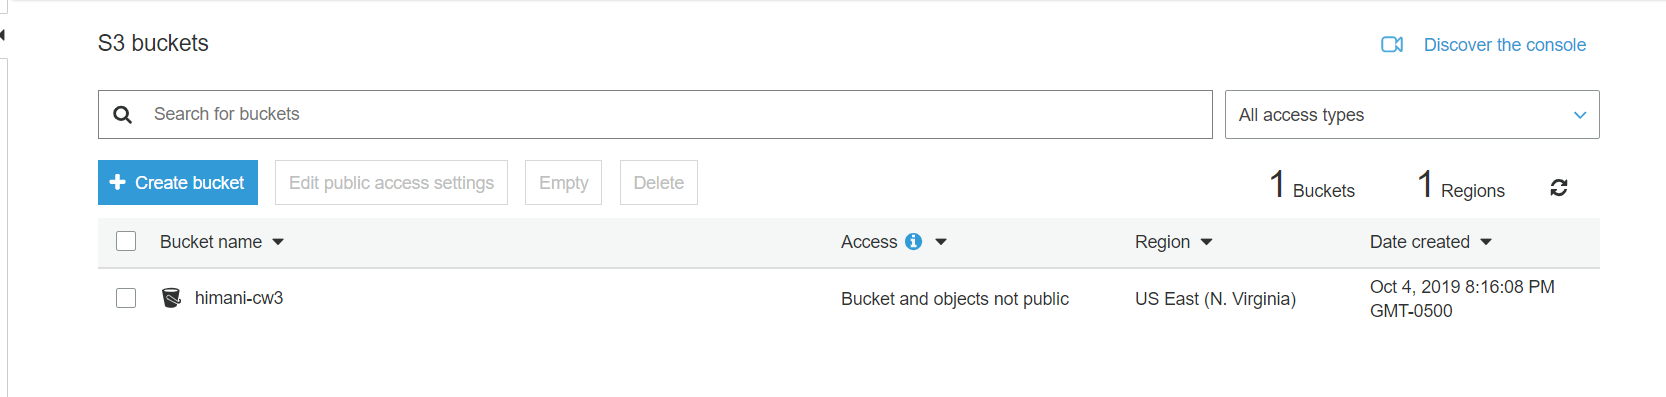 S3 buckets
Discover the console
Search for buckets
All access types
Create bucket
Edit public access settings
Empty
Delete
1 Buckets
1 Regions
Bucket name
Access
Region
Date created
himani-cw3
Bucket and objects not public
US East (N. Virginia)
Oct 4, 2019 8:16:08 PM
GMT-0500